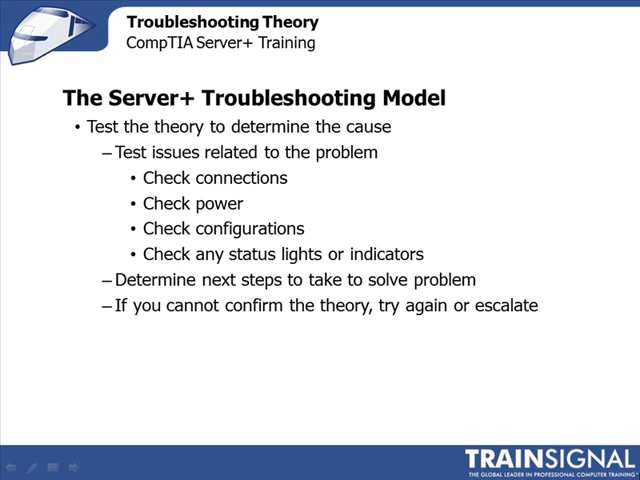 Troubleshooting Theory
CompTIA Server+ Training
The Server+ Troubleshooting Model
• Test the theory to determine the cause
– Test issues related to the problem
• Check connections
• Check power
• Check configurations
• Check any status lights or indicators
– Determine next steps to take to solve problem
– If you cannot confirm the theory, try again or escalate
TRAINSIGNAL
THE GLOBAL LEADER IN PROFESSIONAL COMPUTER TRAINING